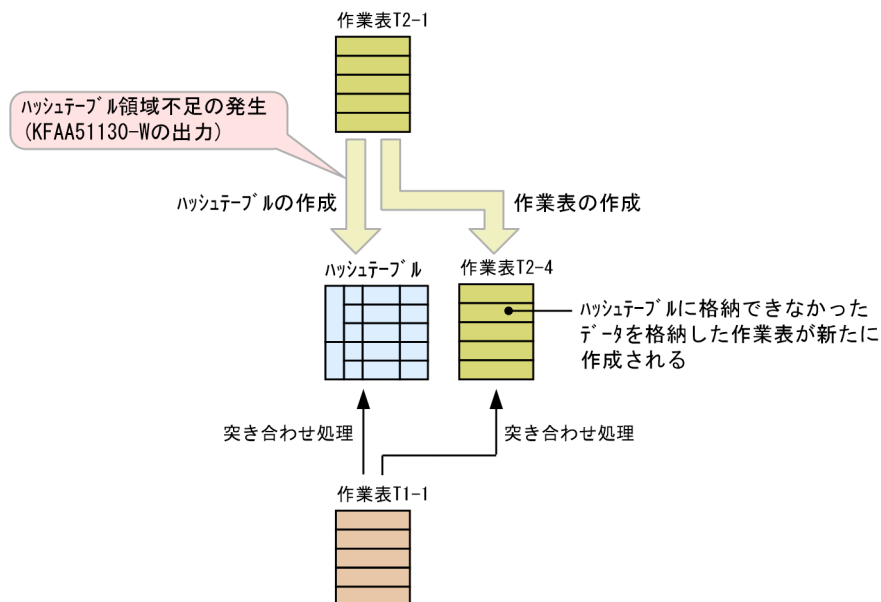 作業表T2-1
ハッシュテーブル領域不足の発生
(KFAA51130-Wの出力)
ハッシュテーブルの作成
作業表の作成
ハッシュテーブル
作業表T2-4
ハッシュテーブルに格納できなかった
データを格納した作業表が新たに
作成される
突き合わせ処理
突き合わせ処理
作業表T1-1